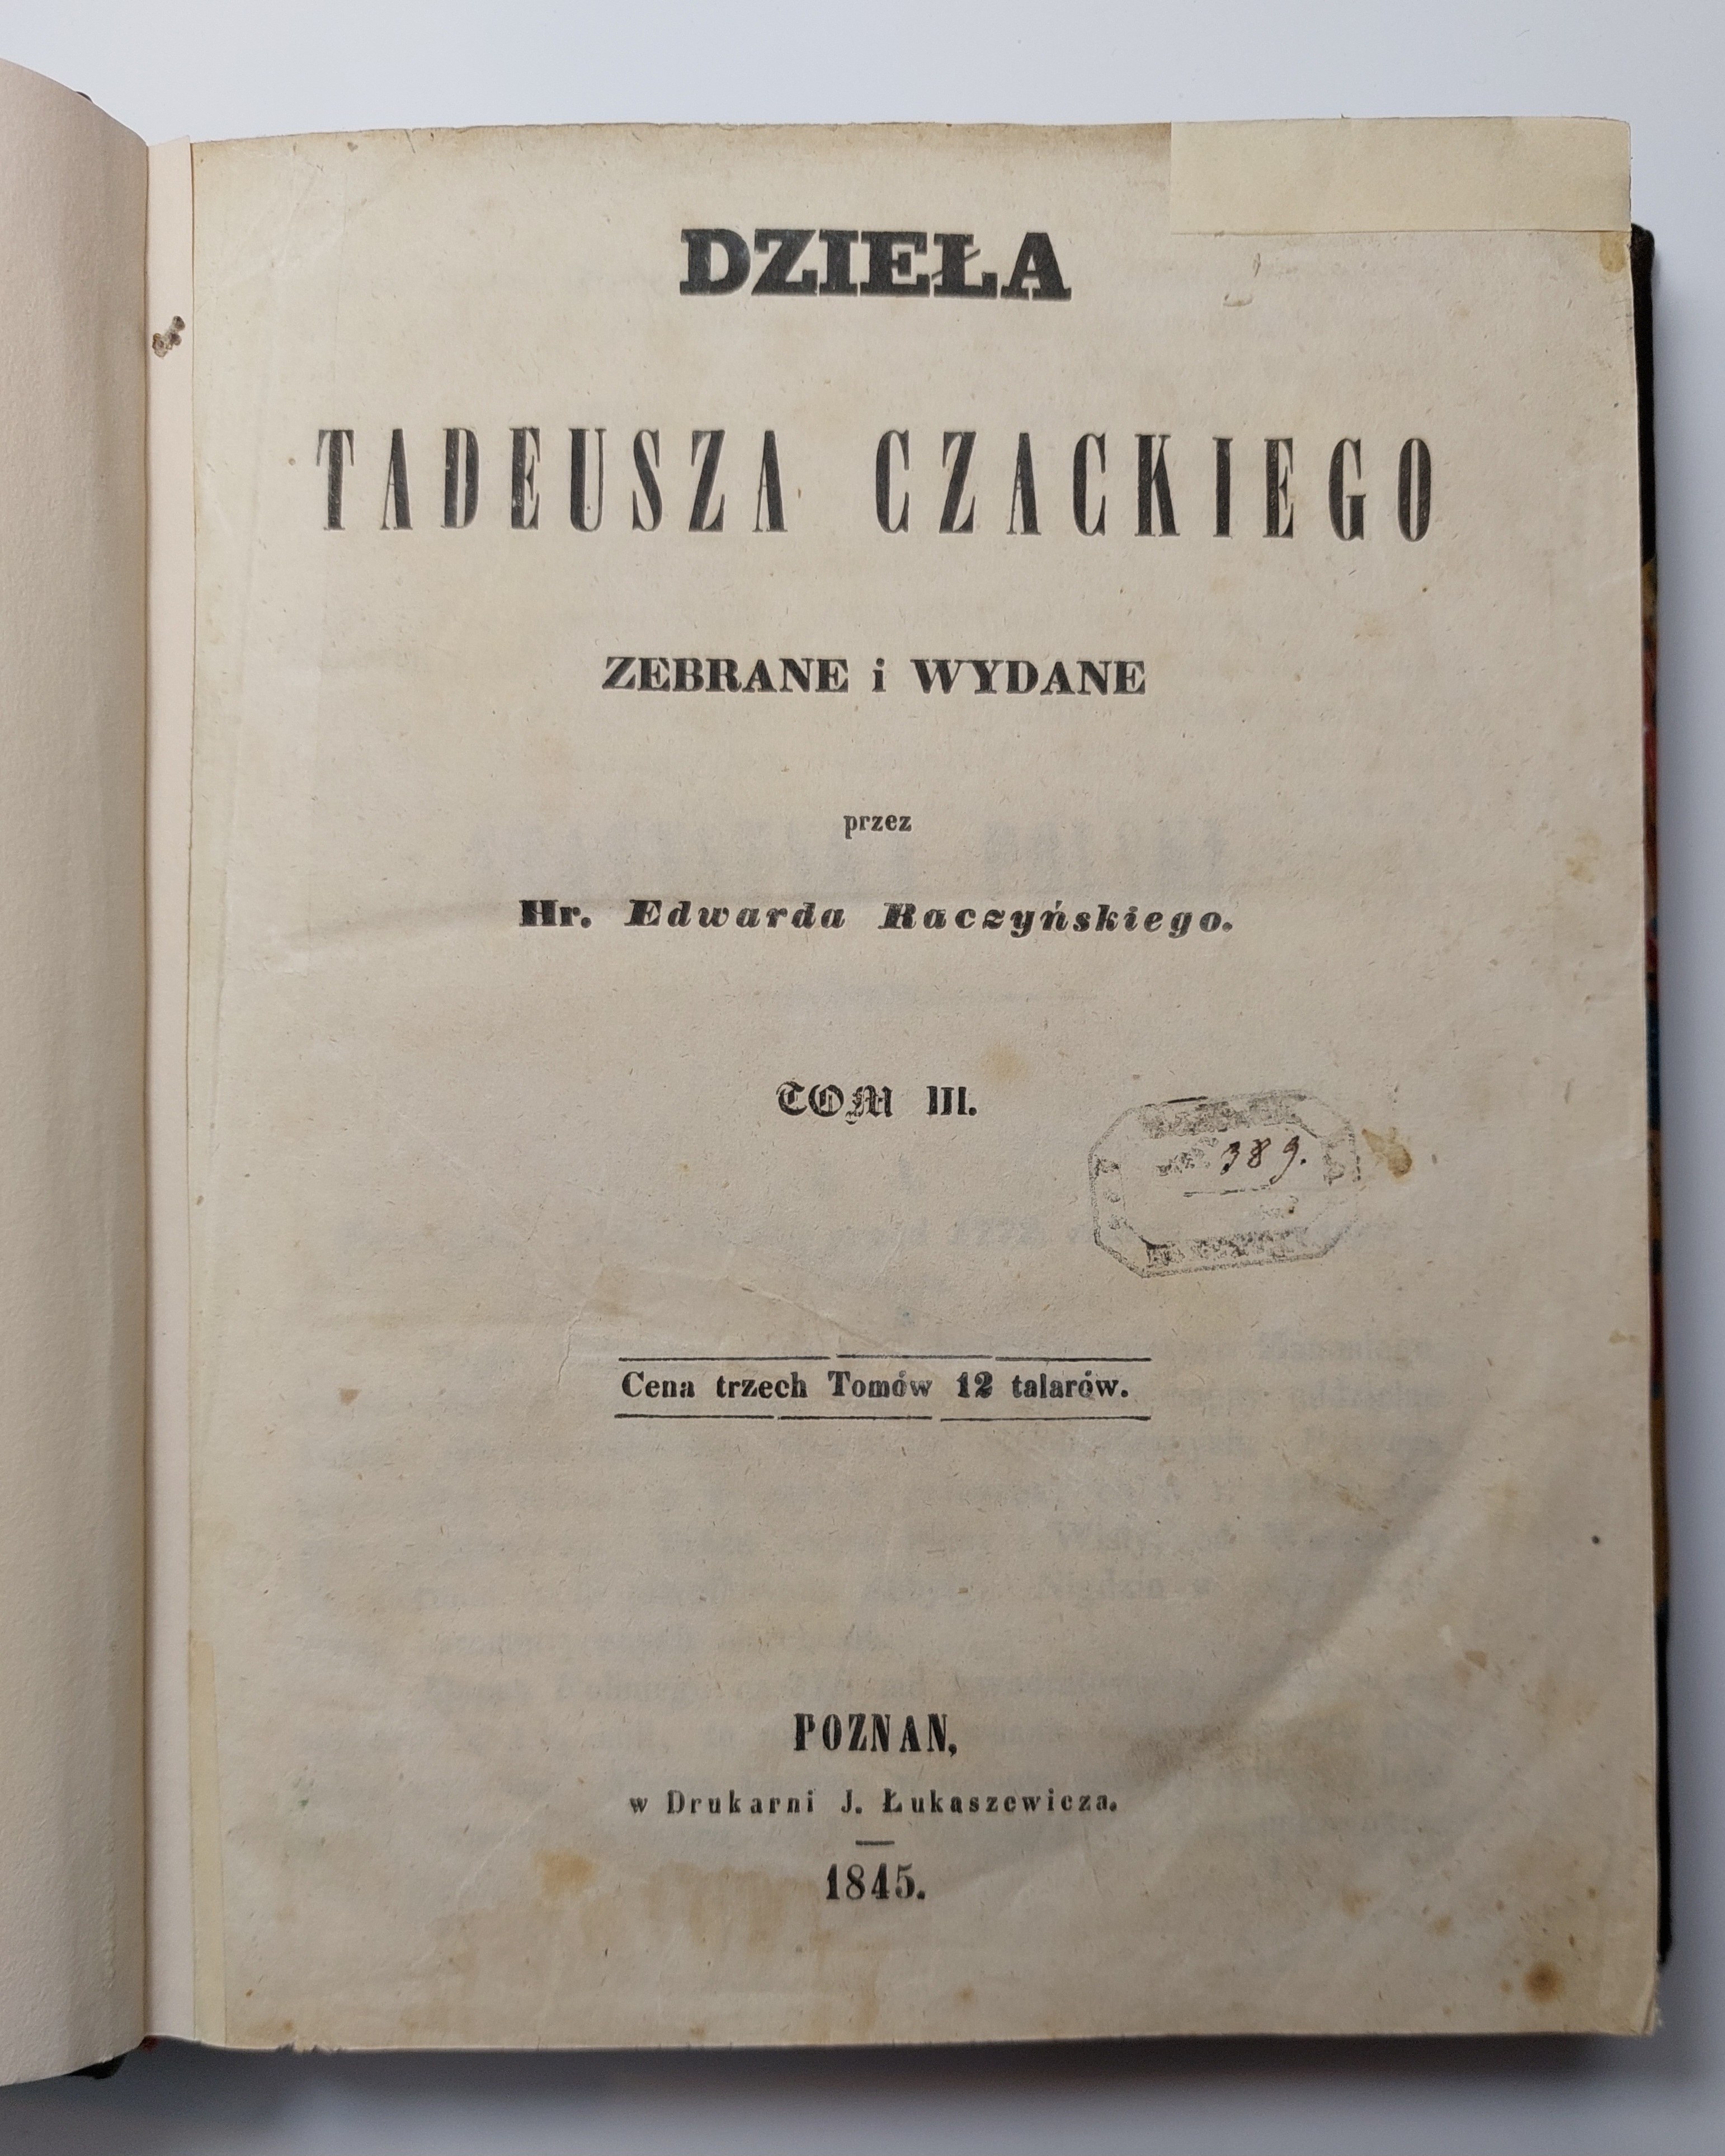 DZIEŁA
TADEUSZA CZACKIEGO
ZEBRANE i WYDANE
przez
Hr. Edwarda Raczyńskiego.
TOM III.
389.
Cena trzech Tomów 12 talarów.
POZNAN,
w Drukarni J. Łukaszewicza.
1845.